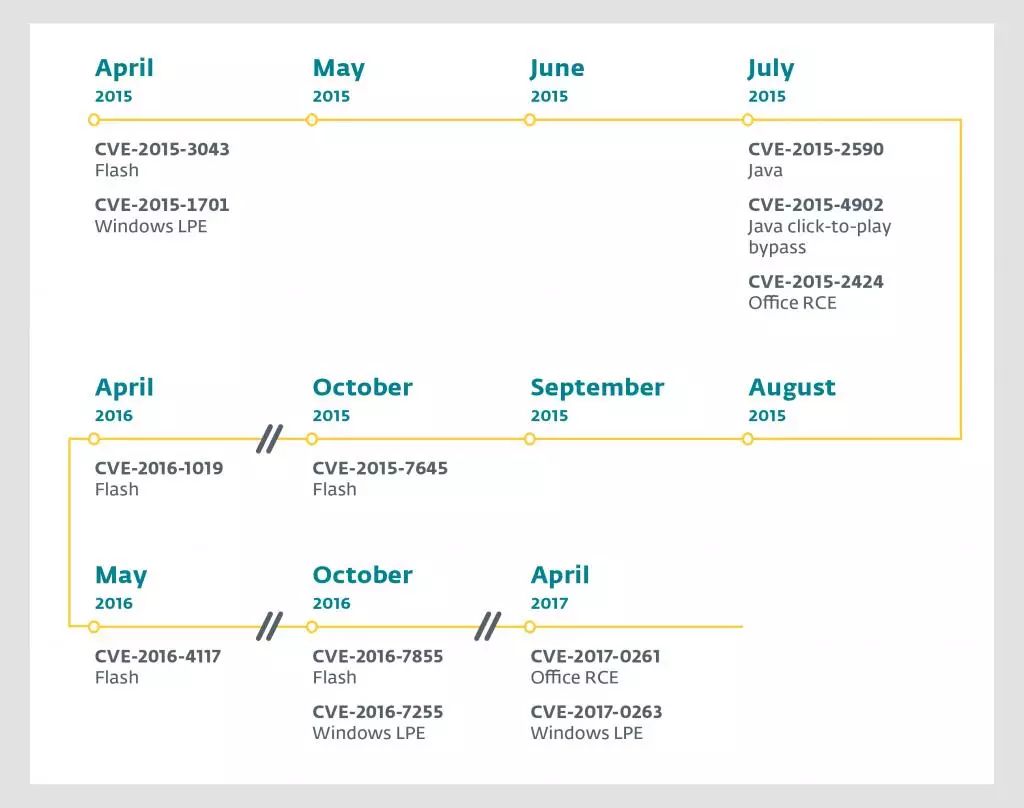 April
2015
CVE-2015-3043
Flash
CVE-2015-1701
Windows LPE
May
2015
June
2015
July
2015
CVE-2015-2590
Java
CVE-2015-4902
Java click-to-play
bypass
CVE-2015-2424
Office RCE
August
2015
September
2015
October
2015
CVE-2015-7645
Flash
April
2016
CVE-2016-1019
Flash
May
2016
CVE-2016-4117
Flash
October
2016
CVE-2016-7855
Flash
CVE-2016-7255
Windows LPE
April
2017
CVE-2017-0261
Office RCE
CVE-2017-0263
Windows LPE